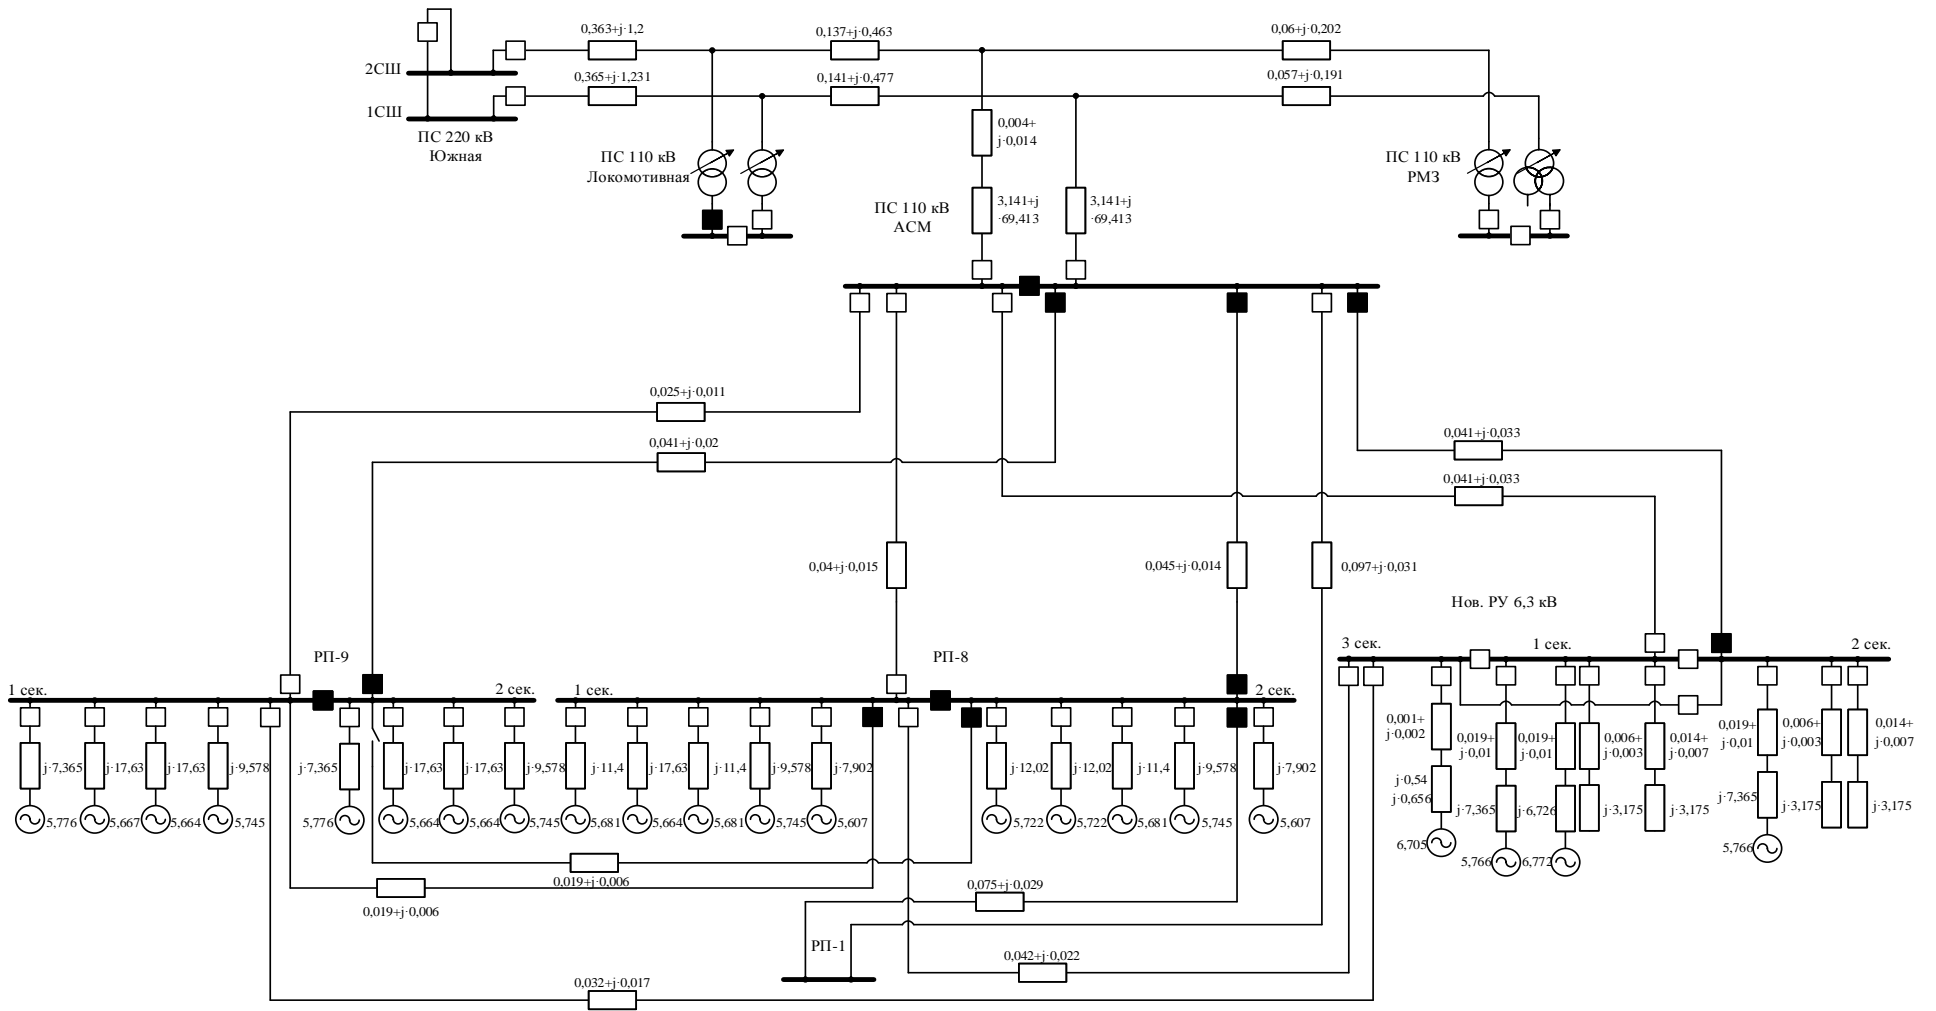 0,363+j·1,2
0,137+j·0,463
0,06+j·0,202
2СШ
0,365+j·1,231
0,141+j·0,477
0,057+j·0,191
1СШ
ПС 220 кВ
Южная
ПС 110 кВ
Локомотивная
0,004+
j·0,014
ПС 110 кВ
РМЗ
ПС 110 кВ
АСМ
3,141+j
·69,413
3,141+j
·69,413
0,025+j·0,011
0,041+j·0,02
0,041+j·0,033
0,041+j·0,033
0,04+j·0,015
0,045+j·0,014
0,097+j·0,031
Нов. РУ 6,3 кВ
3 сек.
1 сек.
2 сек.
РП-9
РП-8
1 сек.
2 сек.
1 сек.
2 сек.
j·7,365
j·17,63
j·17,63
j·9,578
j·7,365
j·17,63
j·17,63
j·9,578
j·11,4
j·17,63
j·11,4
j·9,578
j·7,902
j·12,02
j·12,02
j·11,4
j·9,578
j·7,902
0,001+
j·0,002
0,019+
j·0,01
0,019+
j·0,01
0,006+
j·0,003
0,014+
j·0,007
0,019+
j·0,01
0,006+
j·0,003
0,014+
j·0,007
j·0,54
j·0,656
j·7,365
j·6,726
j·3,175
j·3,175
j·7,365
j·3,175
j·3,175
5,776
5,667
5,664
5,745
5,776
5,664
5,664
5,745
5,681
5,664
5,681
5,745
5,607
5,722
5,722
5,681
5,745
5,607
6,705
5,766
6,772
5,766
0,019+j·0,006
0,019+j·0,006
0,075+j·0,029
РП-1
0,042+j·0,022
0,032+j·0,017